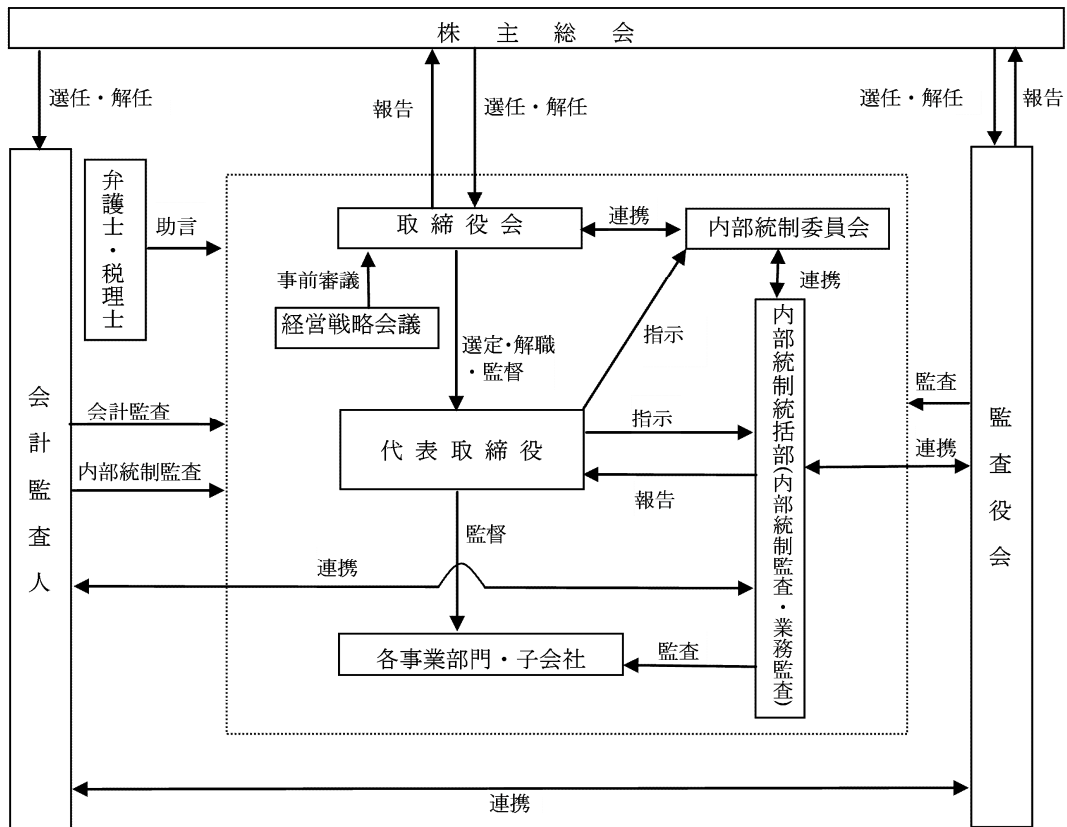 株主総会
選任・解任
報告
選任・解任
選任・解任
報告
弁護士・税理士
助言
取締役会
連携
内部統制委員会
事前審議
連携
経営戦略会議
選定・解職
・監督
指示
内部統制統括部(内部統制監査・業務監査)
会計監査人
会計監査
代表取締役
指示
監査
監査役会
内部統制監査
報告
連携
監督
連携
各事業部門・子会社
監査
連携